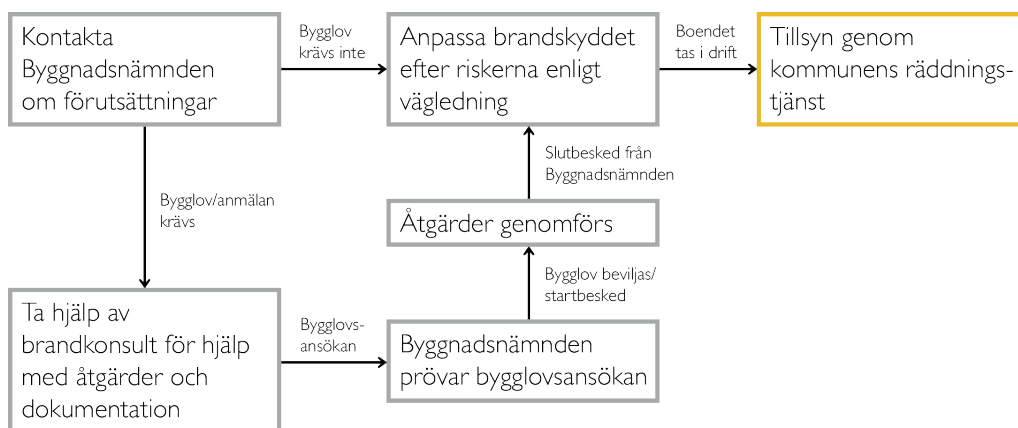 Kontakta
Byggnadsnämnden
om förutsättningar
Bygglov
krävs inte
Anpassa brandskyddet
efter riskerna enligt
vägledning
Boendet
tas i drift
Tillsyn genom
kommunens räddnings-
tjänst
Bygglov/anmälan
krävs
Slutbesked från
Byggnadsnämnden
Åtgärder genomförs
Bygglov beviljas/
startbesked
Ta hjälp av
brandkonsult för hjälp
med åtgärder och
dokumentation
Bygglovs-
ansökan
Byggnadsnämnden
prövar bygglovsansökan